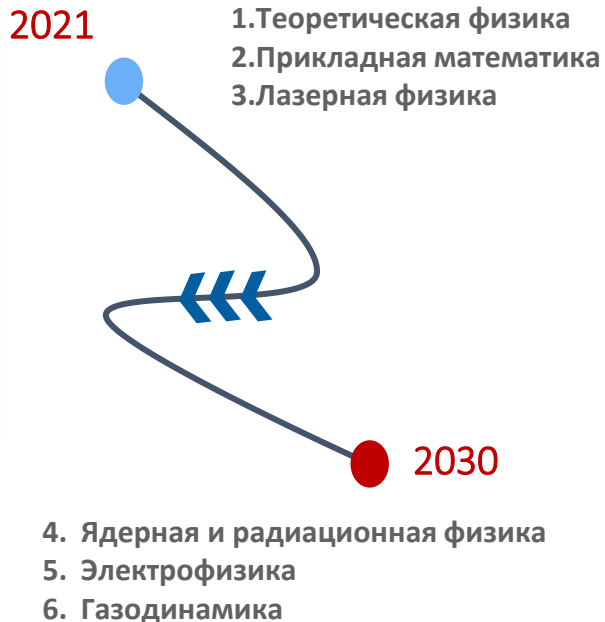 2021
1.Теоретическая физика
2.Прикладная математика
3.Лазерная физика
2030
4. Ядерная и радиационная физика
5. Электрофизика
6. Газодинамика